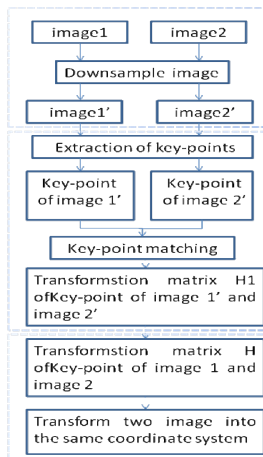 image1 image2
Downsample image
image1’ image2’
Extraction of key-points
Key-point Key-point
of image 1’ of image 2’
Key-point matching
Transformstion matrix H1
ofKey-point of image 1’ and
image 2’
Transformstion matrix H
ofKey-point of image 1 and
image 2
Transform two image into
the same coordinate system